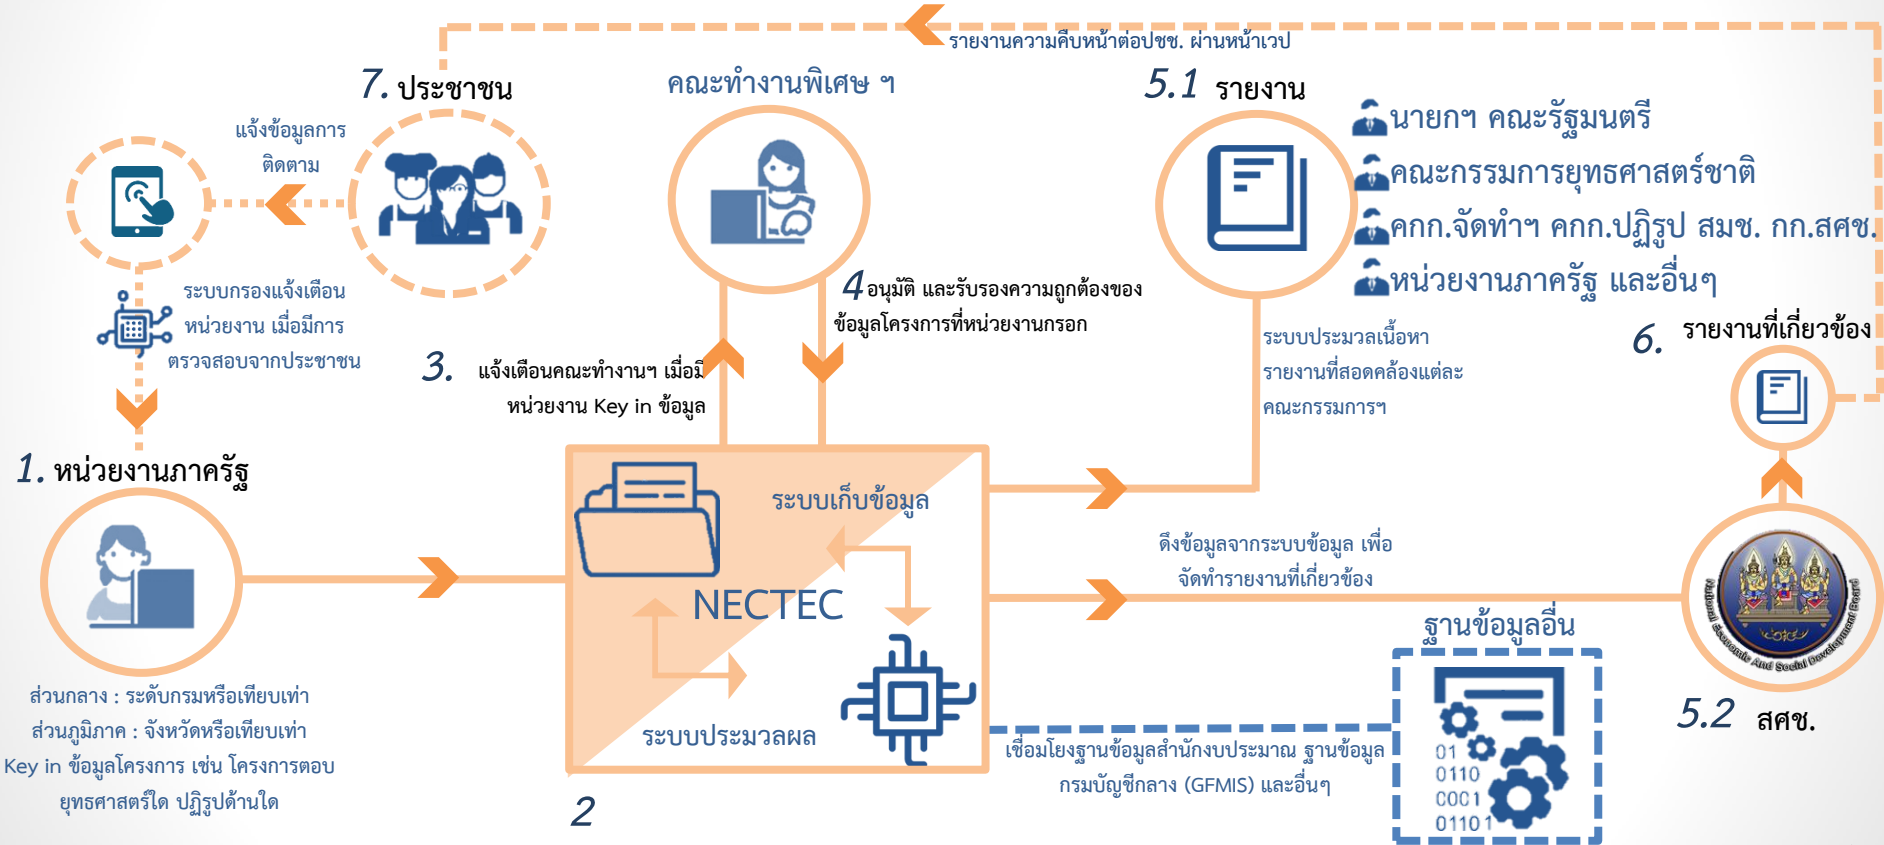 รายงานความคืบหน้าต่อปชช. ผ่านหน้าเวป
7. ประชาชน
คณะทำงานพิเศษ ฯ
5.1 รายงาน
นายกฯ คณะรัฐมนตรี
คณะกรรมการยุทธศาสตร์ชาติ
คกก.จัดทำฯ คกก.ปฏิรูป สมช. กก.สศช.
หน่วยงานภาครัฐ และอื่นๆ
แจ้งข้อมูลการ
ติดตาม
ระบบกรองแจ้งเตือน
หน่วยงาน เมื่อมีการ
ตรวจสอบจากประชาชน
3. แจ้งเตือนคณะทำงานฯ เมื่อมี
หน่วยงาน Key in ข้อมูล
4 อนุมัติ และรับรองความถูกต้องของ
ข้อมูลโครงการที่หน่วยงานกรอก
ระบบประมวลเนื้อหา
รายงานที่สอดคล้องแต่ละ
คณะกรรมการฯ
6. รายงานที่เกี่ยวข้อง
1. หน่วยงานภาครัฐ
ส่วนกลาง : ระดับกรมหรือเทียบเท่า
ส่วนภูมิภาค : จังหวัดหรือเทียบเท่า
Key in ข้อมูลโครงการ เช่น โครงการตอบ
ยุทธศาสตร์ใด ปฏิรูปด้านใด
ระบบเก็บข้อมูล
NECTEC
ระบบประมวลผล
2
ดึงข้อมูลจากระบบข้อมูล เพื่อ
จัดทำรายงานที่เกี่ยวข้อง
ฐานข้อมูลอื่น
01
0110
0001
01101
เชื่อมโยงฐานข้อมูลสำนักงบประมาณ ฐานข้อมูล
กรมบัญชีกลาง (GFMIS) และอื่นๆ
National Economic And Social Development Board
5.2 สศช.